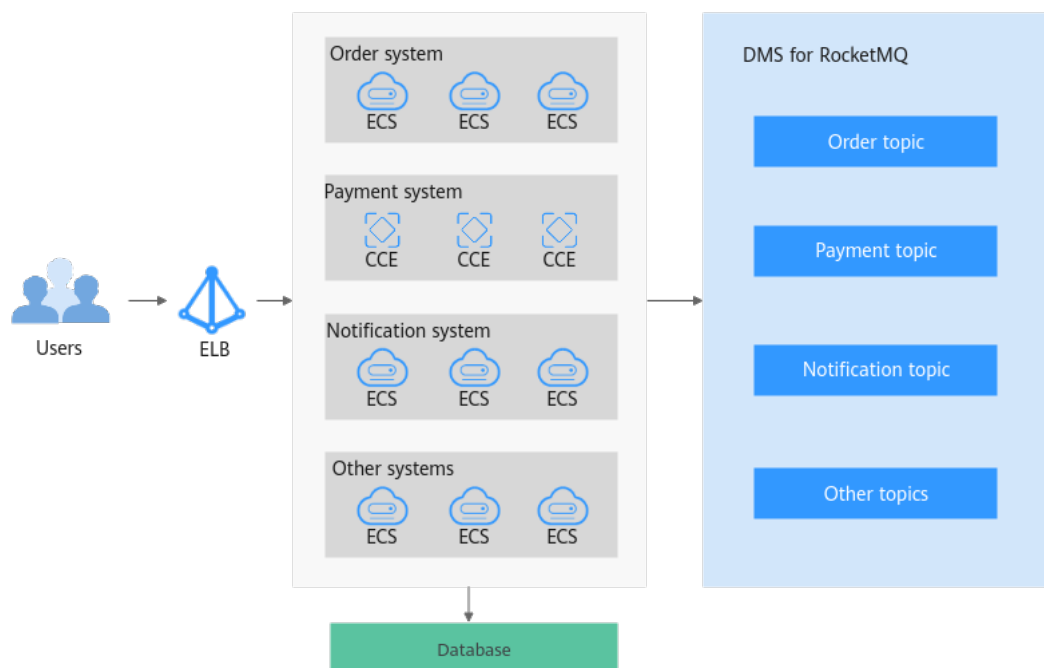 Users
ELB
Order system
ECS ECS ECS
Payment system
CCE CCE CCE
Notification system
ECS ECS ECS
Other systems
ECS ECS ECS
Database
DMS for RocketMQ
Order topic
Payment topic
Notification topic
Other topics